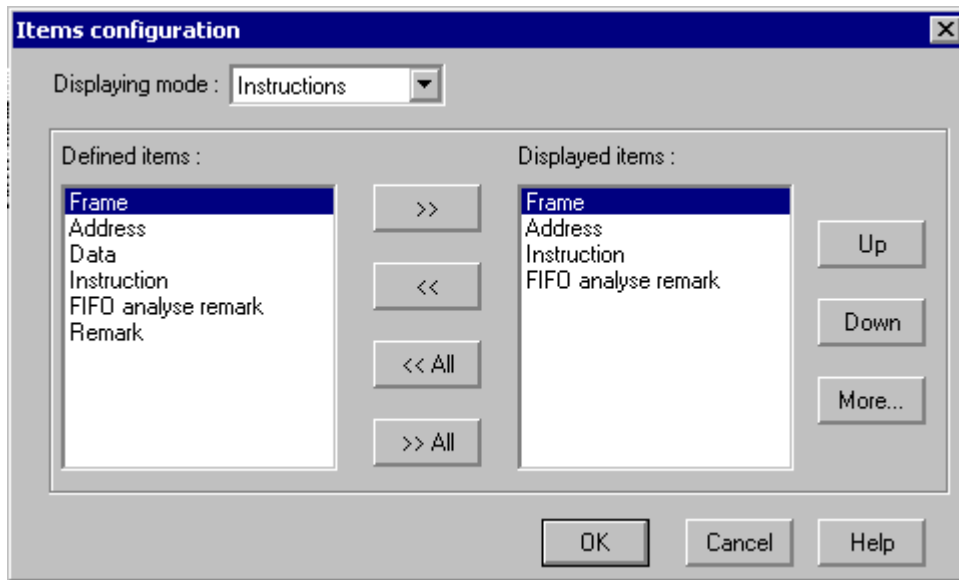 Items configuration
Displaying mode : Instructions
Defined items :
Frame
Address
Data
Instruction
FIFO analyse remark
Remark
>>
<<
<< All
>> All
Displayed items :
Frame
Address
Instruction
FIFO analyse remark
Up
Down
More...
OK
Cancel
Help